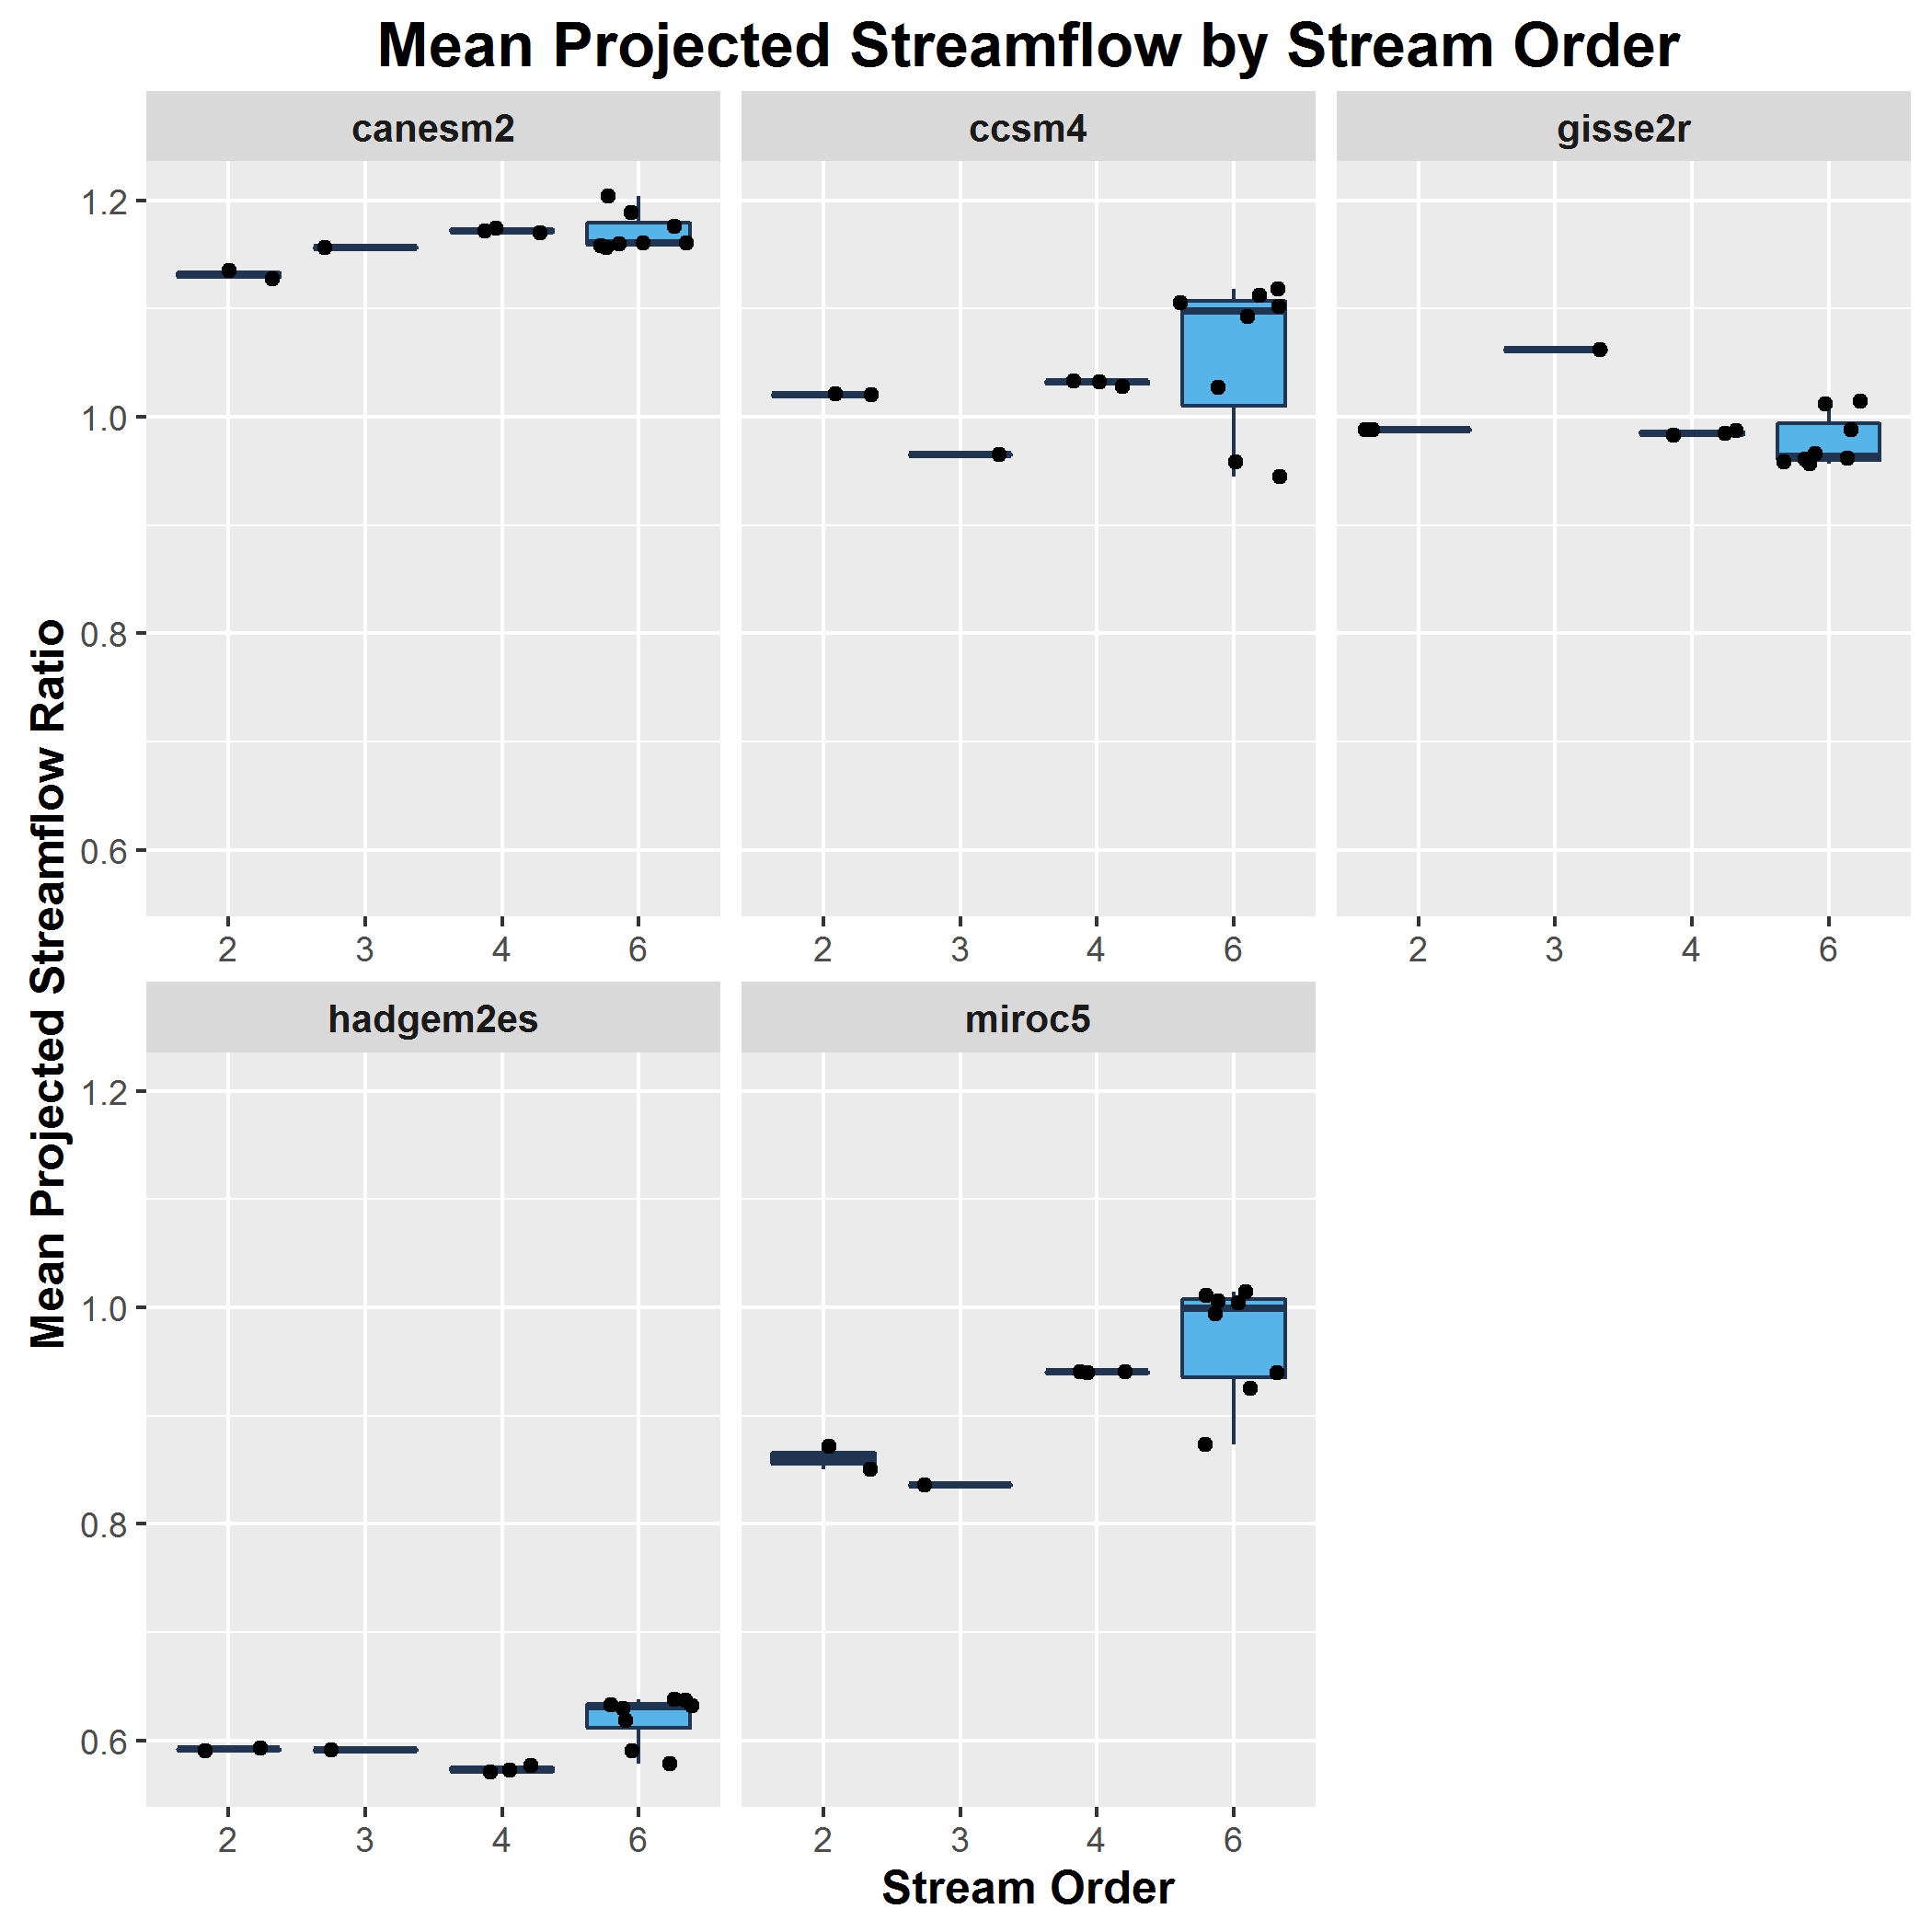 Mean Projected Streamflow by Stream Order
canesm2
ccsm4
gisse2r
1.2
1.0
0.8
0.6
2 3 4 6
2 3 4 6
2 3 4 6
Mean Projected Streamflow Ratio
hadgem2es
miroc5
1.2
1.0
0.8
0.6
2 3 4 6
2 3 4 6
Stream Order